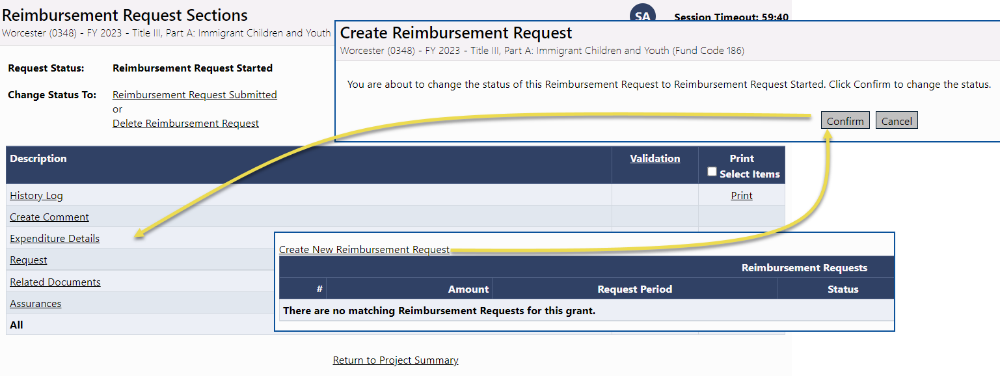 Reimbursement Request Sections
Worcester (0348) - FY 2023 - Title III, Part A: Immigrant Children and Youth
SA
Session Timeout: 59:40
Request Status: Reimbursement Request Started
Change Status To: Reimbursement Request Submitted
or
Delete Reimbursement Request
Create Reimbursement Request
Worcester (0348) - FY 2023 - Title III, Part A: Immigrant Children and Youth (Fund Code 186)
You are about to change the status of this Reimbursement Request to Reimbursement Request Started. Click Confirm to change the status.
Confirm Cancel
Description Validation Print
Select Items
History Log Print
Create Comment
Expenditure Details
Request
Related Documents
Assurances
All
Create New Reimbursement Request
Reimbursement Requests
# Amount Request Period Status
There are no matching Reimbursement Requests for this grant.
Return to Project Summary